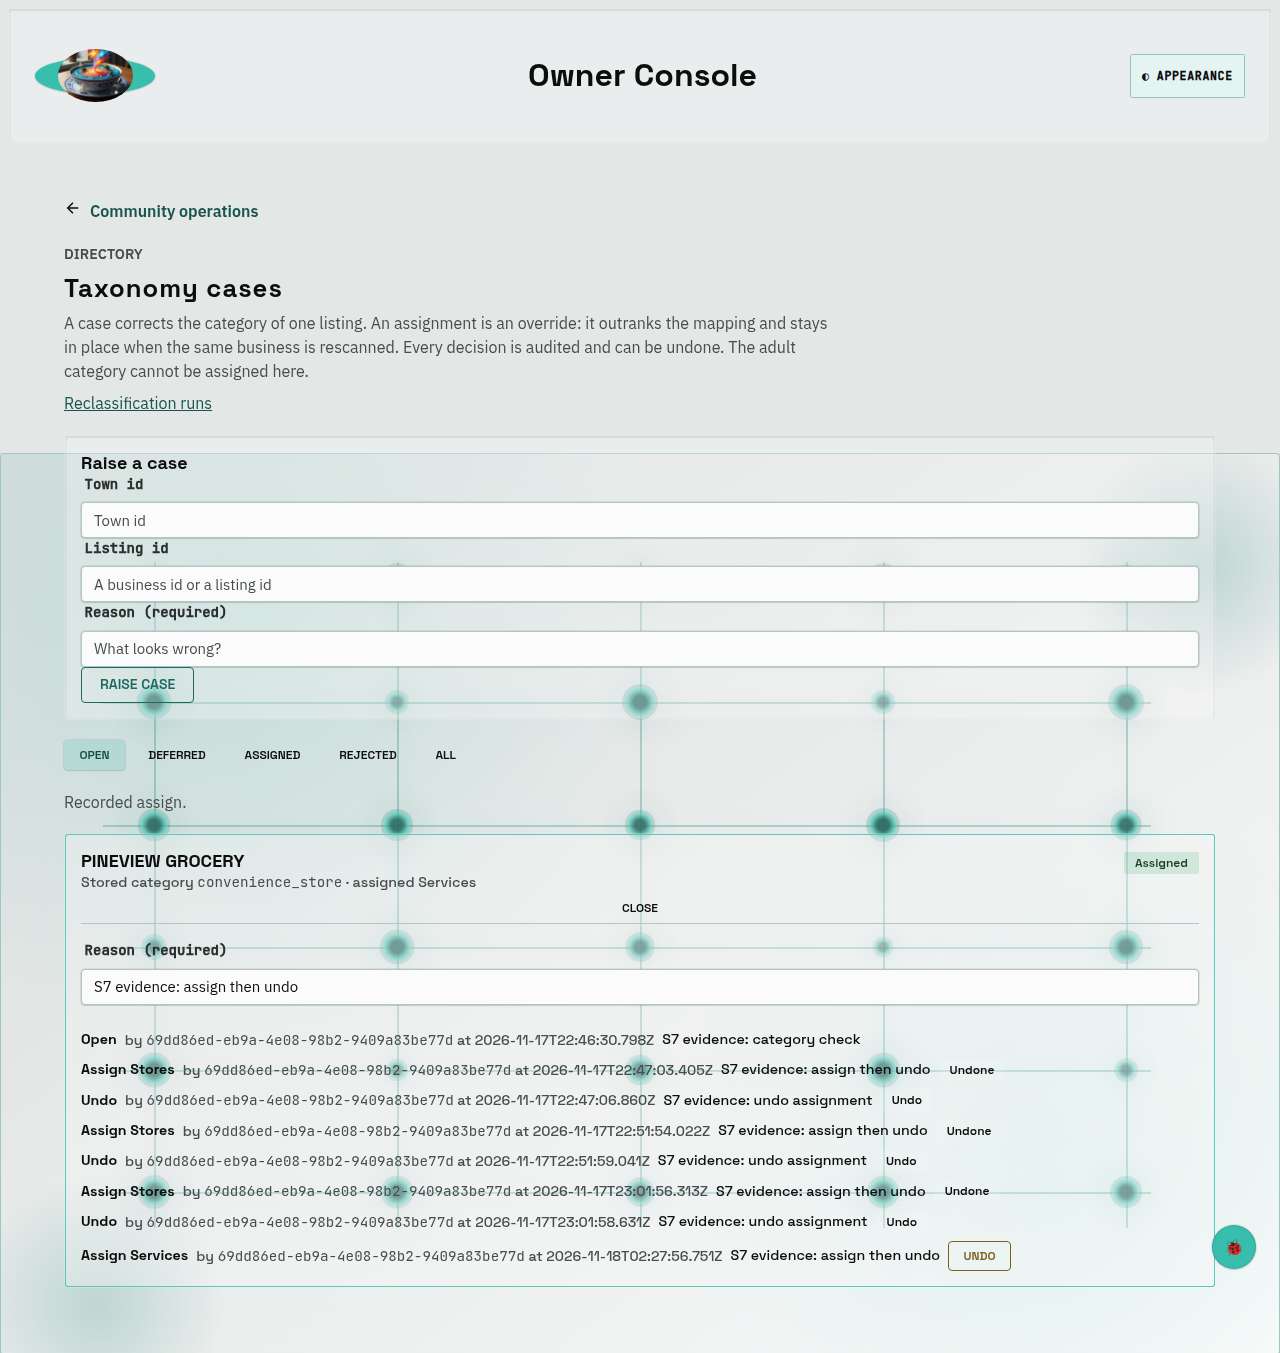 Owner Console
◐ APPEARANCE
← Community operations
DIRECTORY
Taxonomy cases
A case corrects the category of one listing. An assignment is an override: it outranks the mapping and stays
in place when the same business is rescanned. Every decision is audited and can be undone. The adult
category cannot be assigned here.
Reclassification runs
Raise a case
Town id
Town id
Listing id
A business id or a listing id
Reason (required)
What looks wrong?
RAISE CASE
OPEN DEFERRED ASSIGNED REJECTED ALL
Recorded assign.
PINEVIEW GROCERY Assigned
Stored category convenience_store · assigned Services
CLOSE
Reason (required)
S7 evidence: assign then undo
Open by 69dd86ed-eb9a-4e08-98b2-9409a83be77d at 2026-11-17T22:46:30.798Z S7 evidence: category check
Assign Stores by 69dd86ed-eb9a-4e08-98b2-9409a83be77d at 2026-11-17T22:47:03.405Z S7 evidence: assign then undo Undone
Undo by 69dd86ed-eb9a-4e08-98b2-9409a83be77d at 2026-11-17T22:47:06.860Z S7 evidence: undo assignment Undo
Assign Stores by 69dd86ed-eb9a-4e08-98b2-9409a83be77d at 2026-11-17T22:51:54.022Z S7 evidence: assign then undo Undone
Undo by 69dd86ed-eb9a-4e08-98b2-9409a83be77d at 2026-11-17T22:51:59.041Z S7 evidence: undo assignment Undo
Assign Stores by 69dd86ed-eb9a-4e08-98b2-9409a83be77d at 2026-11-17T23:01:56.313Z S7 evidence: assign then undo Undone
Undo by 69dd86ed-eb9a-4e08-98b2-9409a83be77d at 2026-11-17T23:01:58.631Z S7 evidence: undo assignment Undo
Assign Services by 69dd86ed-eb9a-4e08-98b2-9409a83be77d at 2026-11-18T02:27:56.751Z S7 evidence: assign then undo UNDO